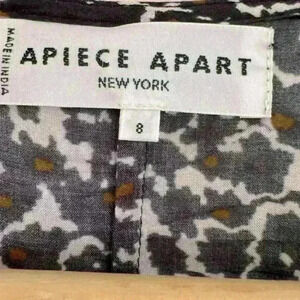 MADE IN INDIA
APIECE APART
NEW YORK
8